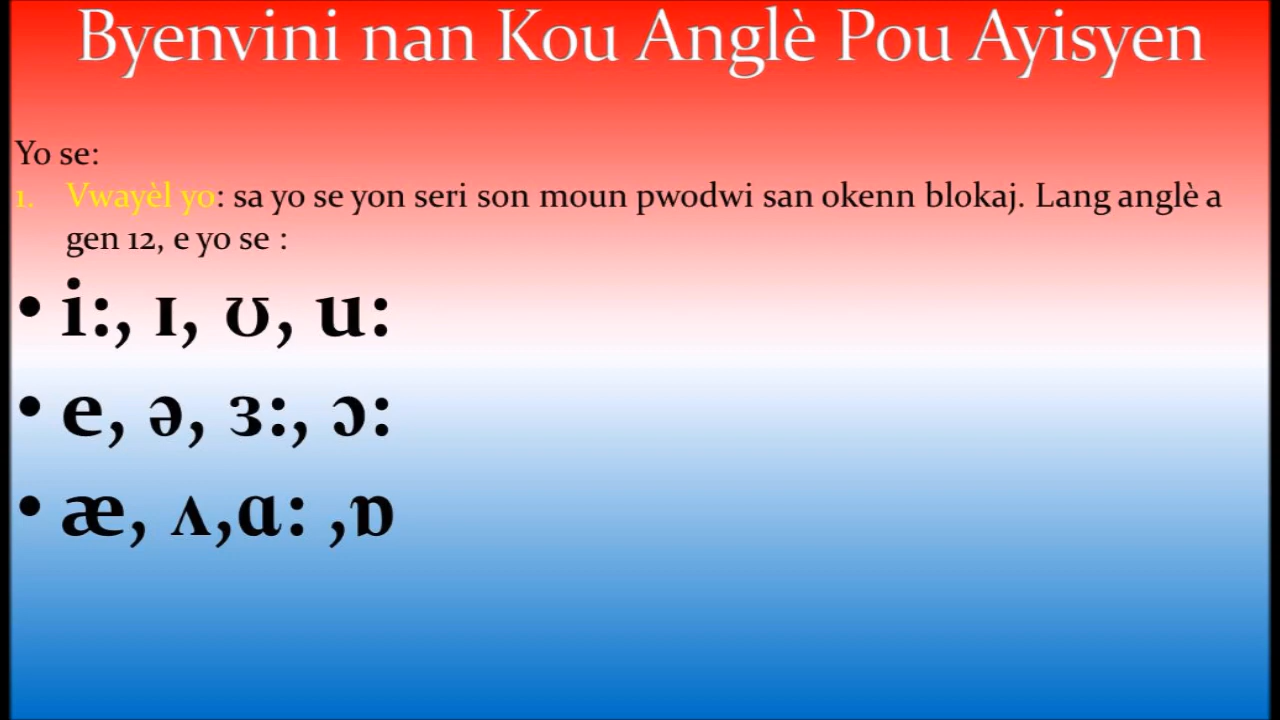 Byenvini nan Kou Anglè Pou Ayisyen
Yo se:
1. Vwayèl yo: sa yo se yon seri son moun pwodwi san okenn blokaj. Lang anglè a
gen 12, e yo se :
• i:, ɪ, ʊ, u:
• e, ə, ɜ:, ɔ:
• æ, ʌ,ɑ: ,ɒ